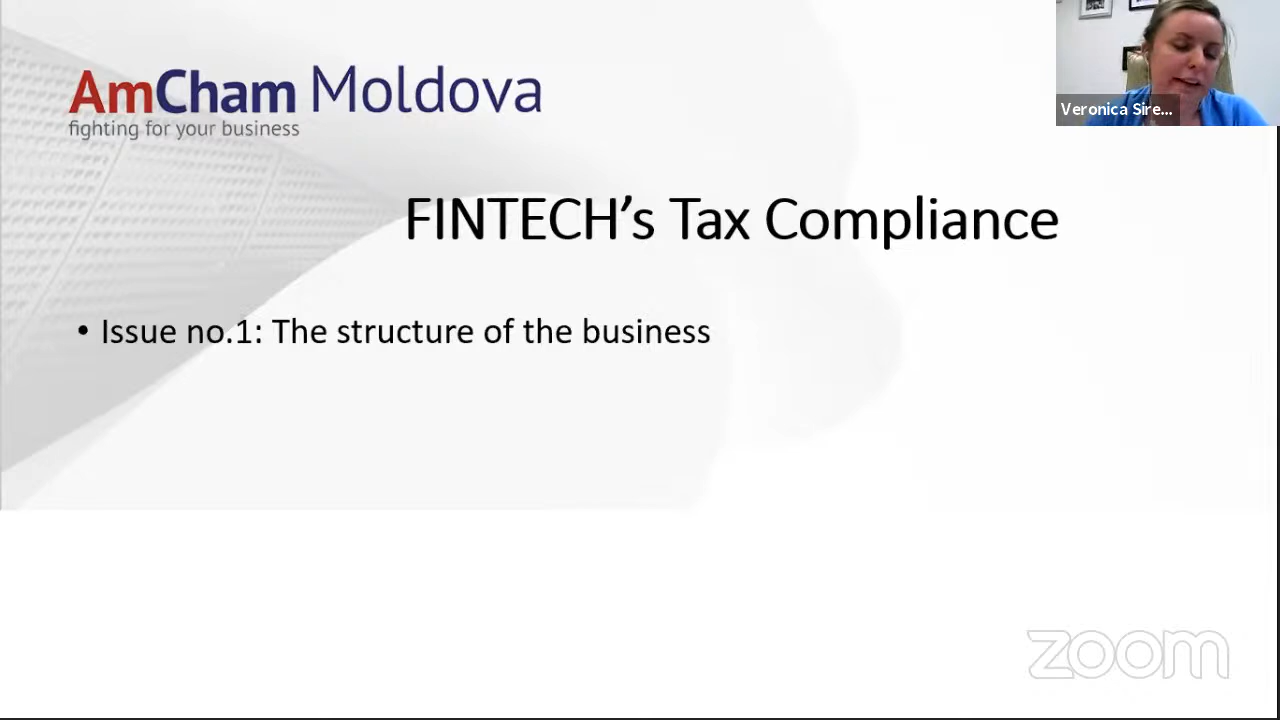 AmCham Moldova
fighting for your business
Veronica Sire...
FINTECH’s Tax Compliance
• Issue no.1: The structure of the business
zoom